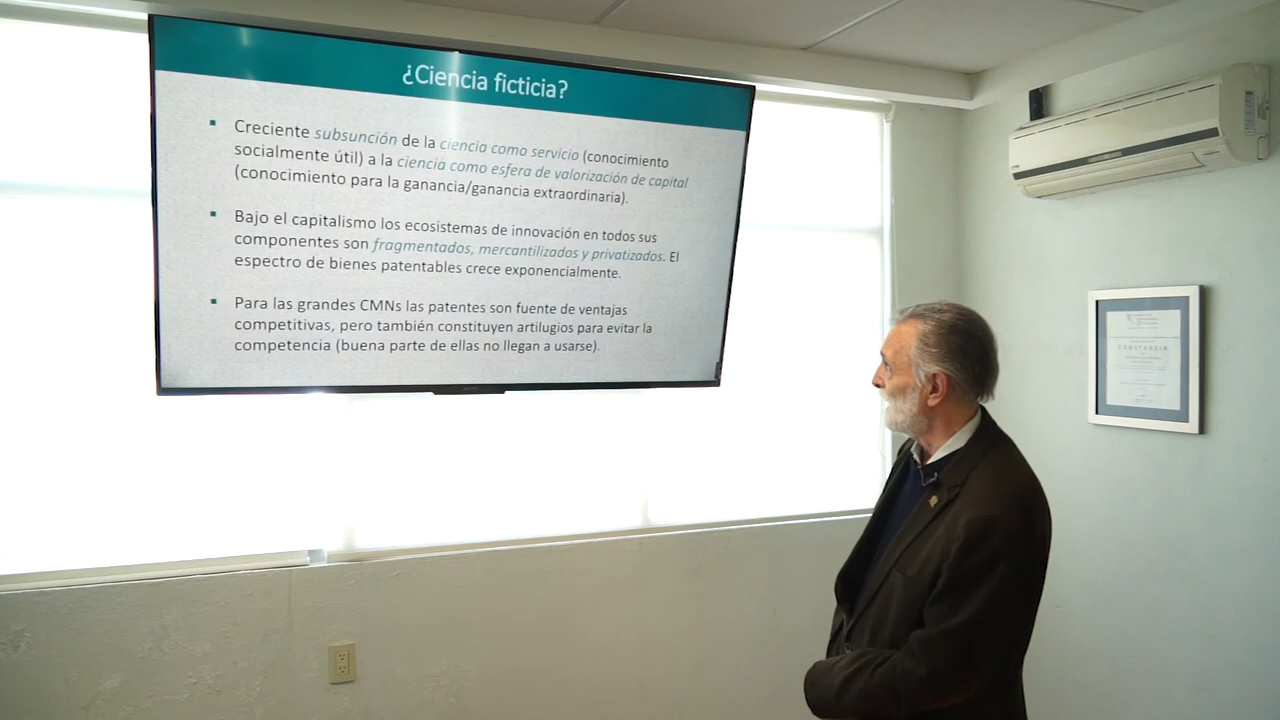 ¿Ciencia ficticia?
Creciente subsunción de la ciencia como servicio (conocimiento
socialmente útil) a la ciencia como esfera de valorización de capital
(conocimiento para la ganancia/ganancia extraordinaria).
Bajo el capitalismo los ecosistemas de innovación en todos sus
componentes son fragmentados, mercantilizados y privatizados. El
espectro de bienes patentables crece exponencialmente.
Para las grandes CMNs las patentes son fuente de ventajas
competitivas, pero también constituyen artilugios para evitar la
competencia (buena parte de ellas no llegan a usarse).
CONSTANCIA